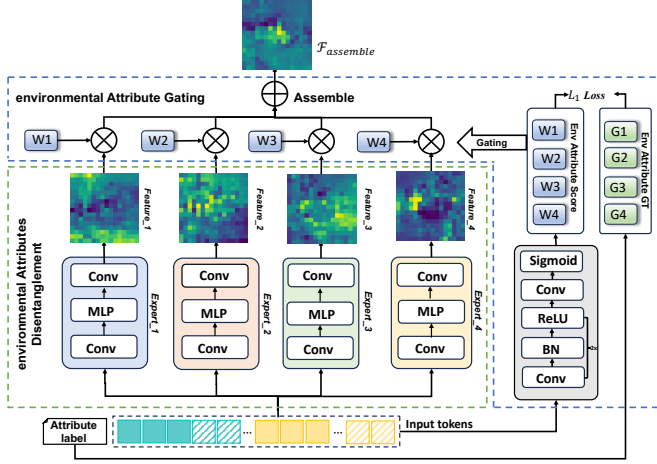 𝓕assemble
environmental Attribute Gating
Assemble
L1 Loss
W1
W2
W3
W4
Gating
W1
W2
W3
W4
Env Attribute Score
G1
G2
G3
G4
Env Attribute GT
environmental Attributes
Disentanglement
Feature_1
Feature_2
Feature_3
Feature_4
Conv
MLP
Conv
Expert_1
Conv
MLP
Conv
Expert_2
Conv
MLP
Conv
Expert_3
Conv
MLP
Conv
Expert_4
Sigmoid
Conv
ReLU
BN
Conv
2x
Attribute
label
...
...
Input tokens